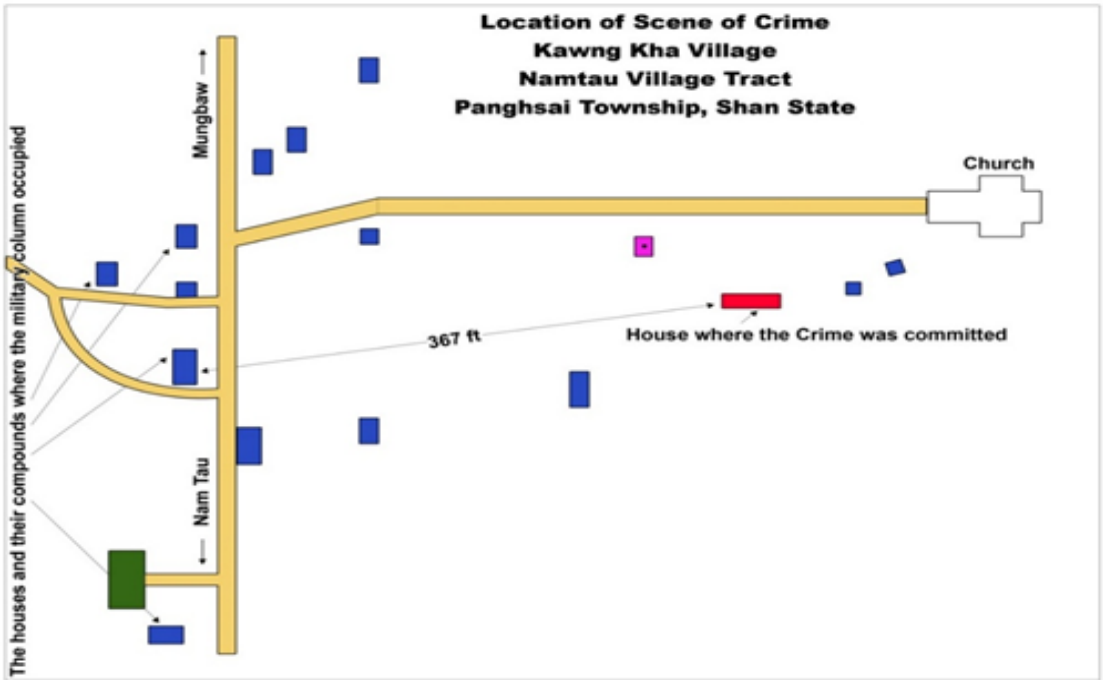 Location of Scene of Crime
Kawng Kha Village
Namtau Village Tract
Panghsai Township, Shan State
Mungbaw
Church
367 ft
House where the Crime was committed
Nam Tau
The houses and their compounds where the military column occupied